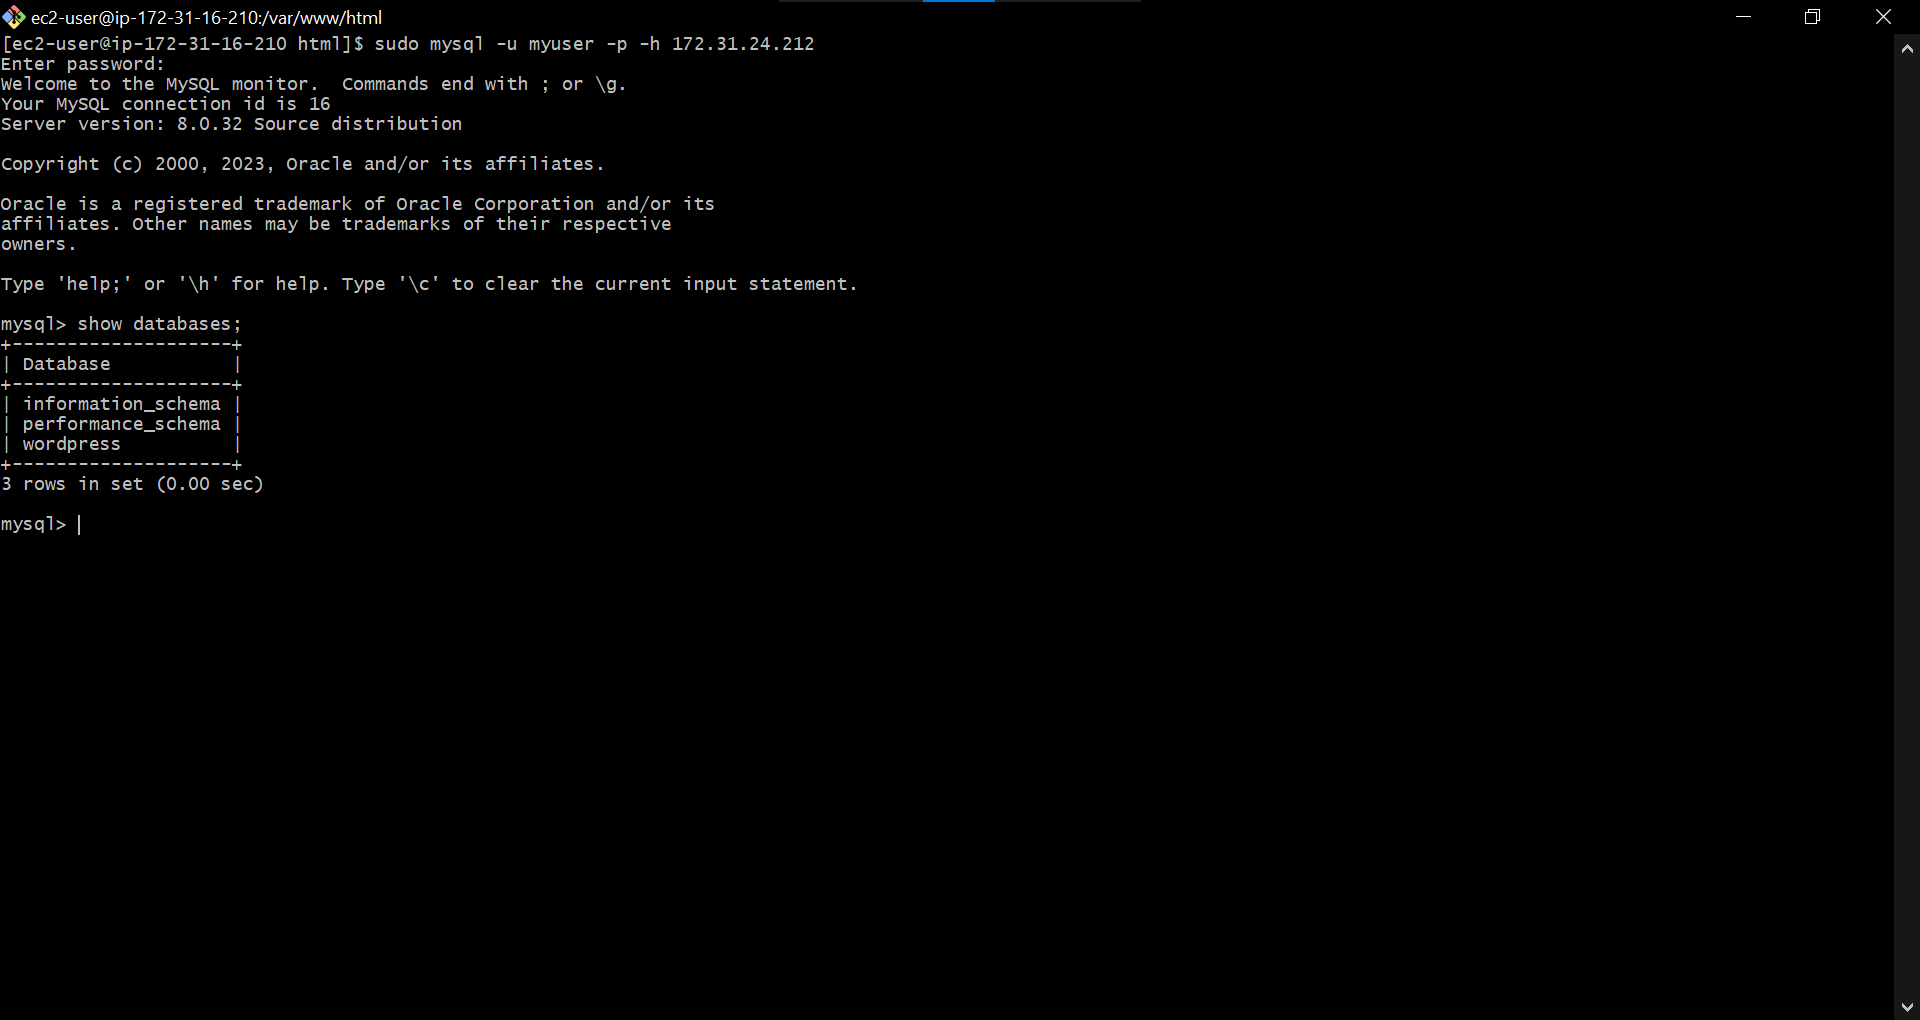 ec2-user@ip-172-31-16-210:/var/www/html
[ec2-user@ip-172-31-16-210 html]$ sudo mysql -u myuser -p -h 172.31.24.212
Enter password:
Welcome to the MySQL monitor.  Commands end with ; or \g.
Your MySQL connection id is 16
Server version: 8.0.32 Source distribution

Copyright (c) 2000, 2023, Oracle and/or its affiliates.

Oracle is a registered trademark of Oracle Corporation and/or its
affiliates. Other names may be trademarks of their respective
owners.

Type 'help;' or '\h' for help. Type '\c' to clear the current input statement.

mysql> show databases;
+--------------------+
| Database           |
+--------------------+
| information_schema |
| performance_schema |
| wordpress          |
+--------------------+
3 rows in set (0.00 sec)

mysql>